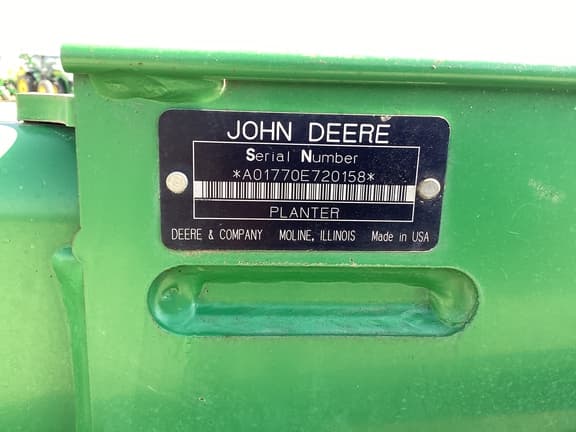 JOHN DEERE
Serial Number
*A01770E720158*
PLANTER
DEERE & COMPANY MOLINE, ILLINOIS Made in USA